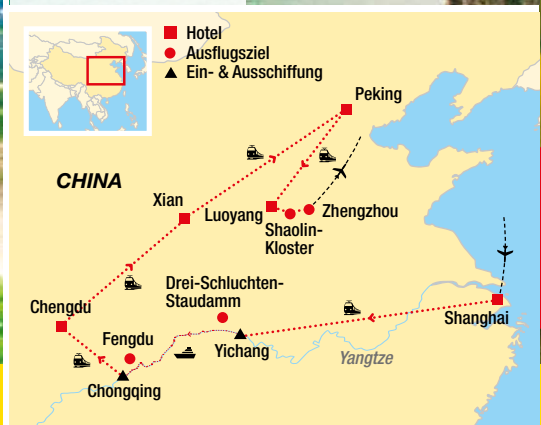 Hotel
Ausflugsziel
Ein- & Ausschiffung
Peking
CHINA
Xian
Luoyang
Zhengzhou
Shaolin-
Kloster
Drei-Schluchten-
Staudamm
Chengdu
Fengdu
Shanghai
Yichang
Yangtze
Chongqing